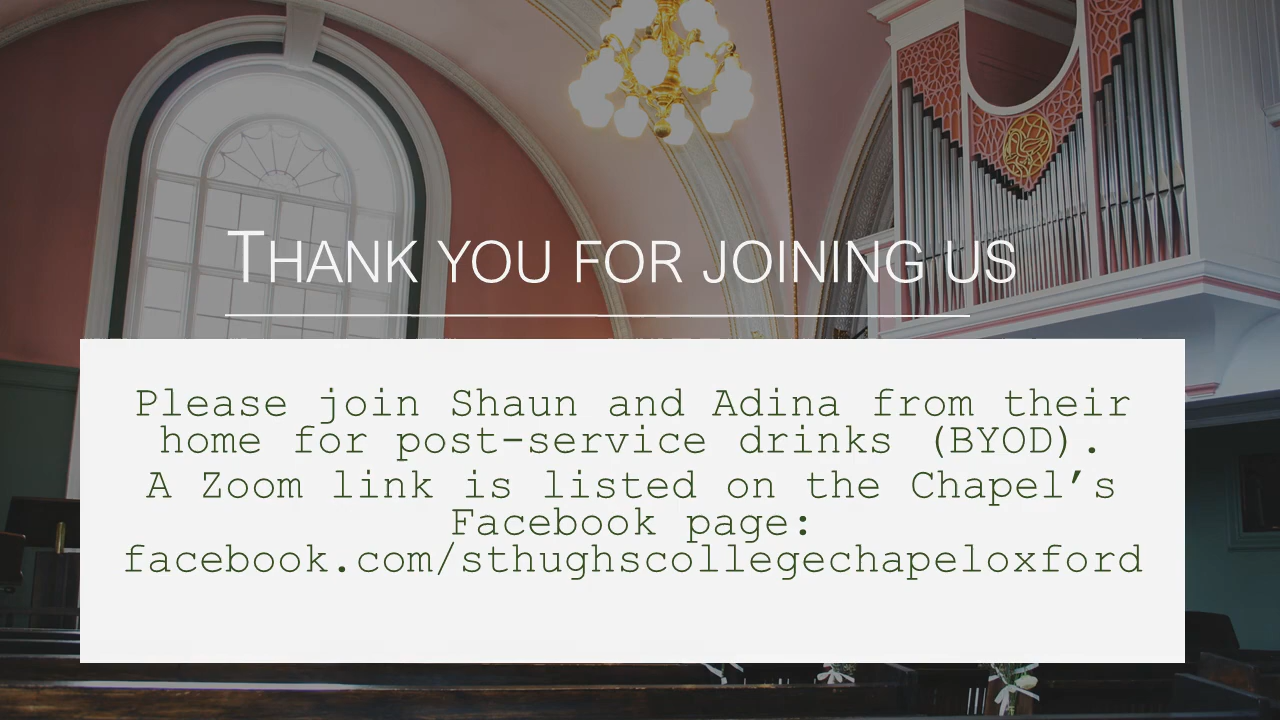 THANK YOU FOR JOINING US
Please join Shaun and Adina from their
home for post-service drinks (BYOD).
A Zoom link is listed on the Chapel’s
Facebook page:
facebook.com/sthughscollegechapeloxford